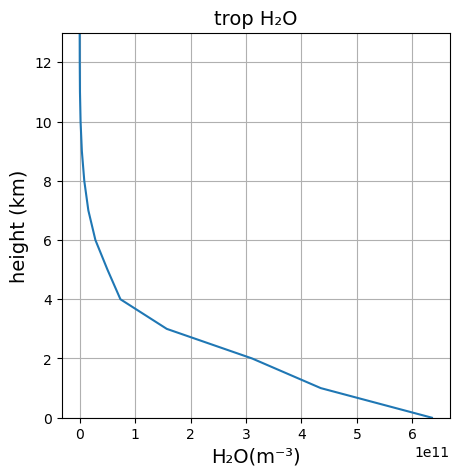 trop H₂O
12
10
8
6
4
2
0
height (km)
0 1 2 3 4 5 6
1e11
H₂O(m⁻³)